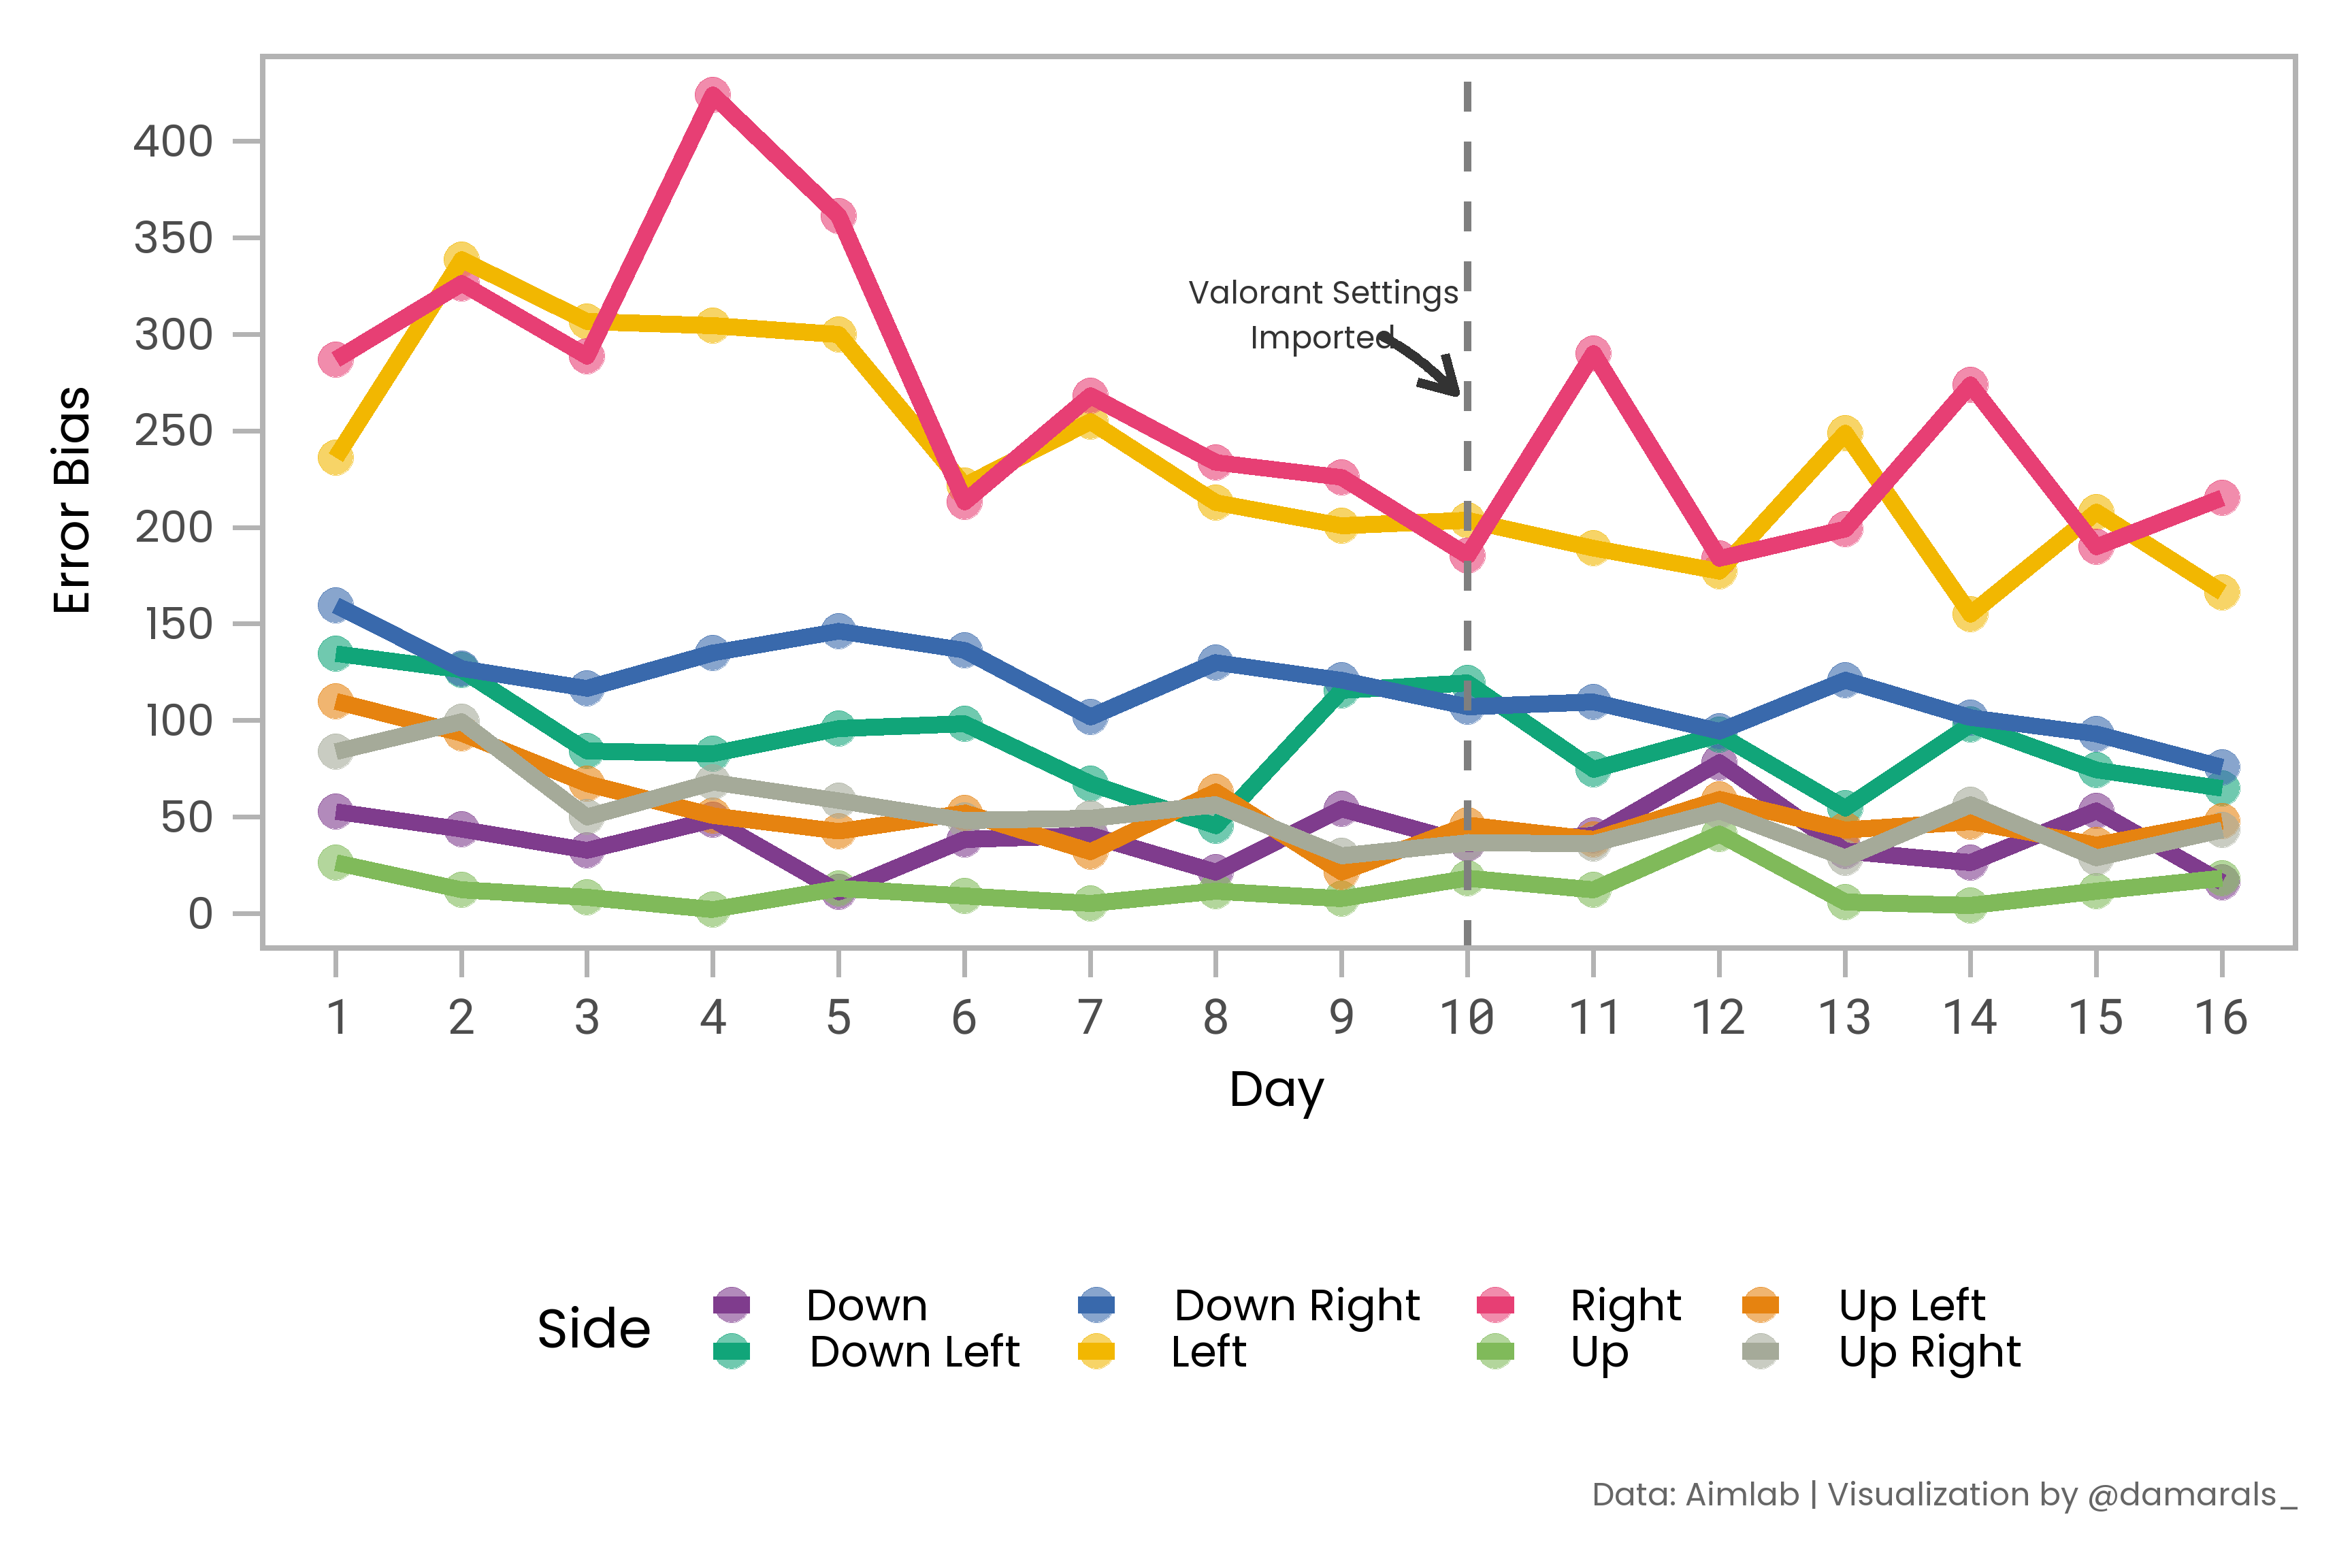 400
350
300
250
200
150
100
50
0
Error Bias
Valorant Settings
Imported
1 2 3 4 5 6 7 8 9 10 11 12 13 14 15 16
Day
Side
Down Down Right Right Up Left
Down Left Left Up Up Right
Data: Aimlab | Visualization by @damarals_